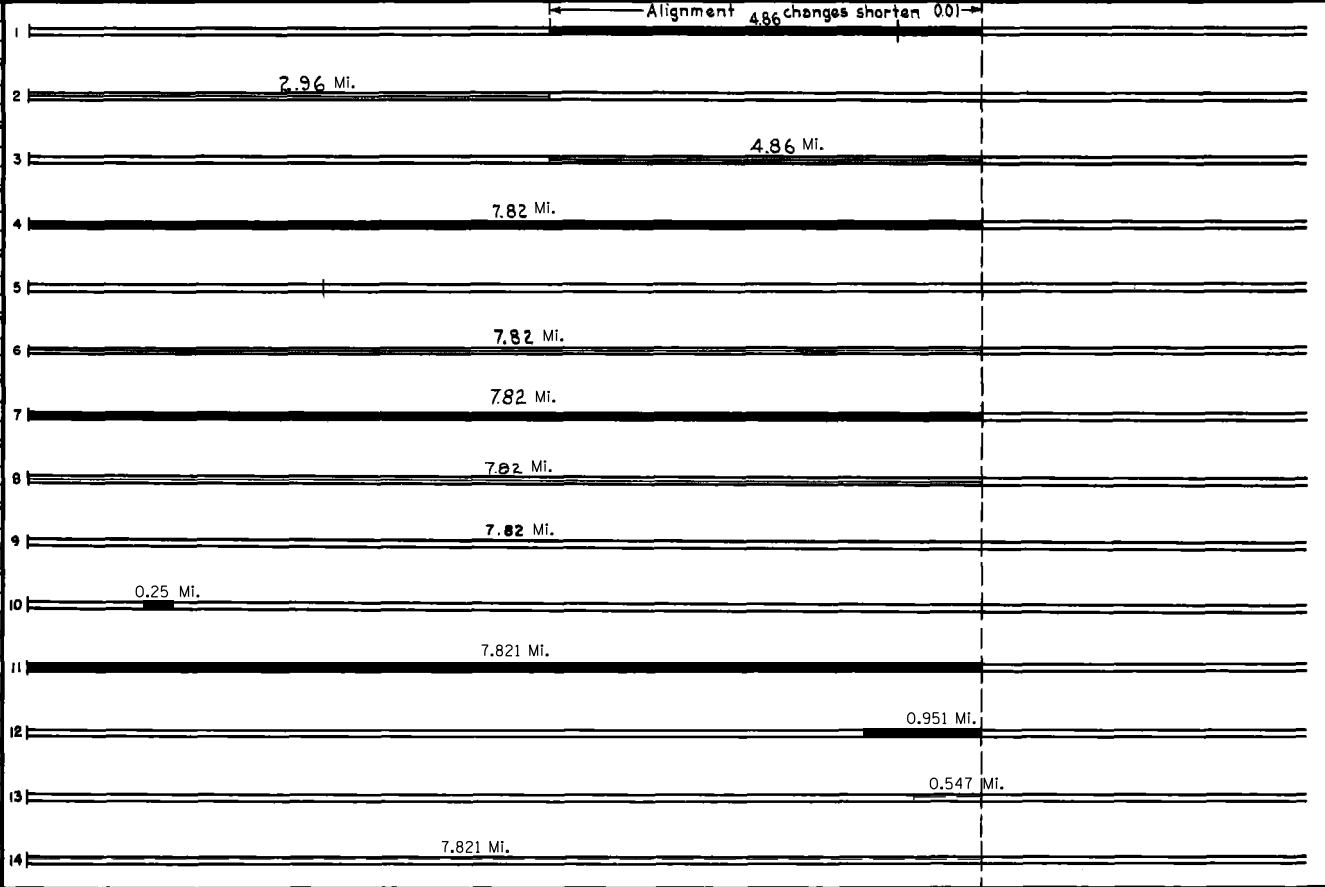 Alignment 4.86 changes shorten 0.01
1
2.96 Mi.
2
4.86 Mi.
3
7.82 Mi.
4
5
7.82 Mi.
6
7.82 Mi.
7
7.82 Mi.
8
7.82 Mi.
9
0.25 Mi.
10
7.821 Mi.
11
0.951 Mi.
12
0.547 Mi.
13
7.821 Mi.
14